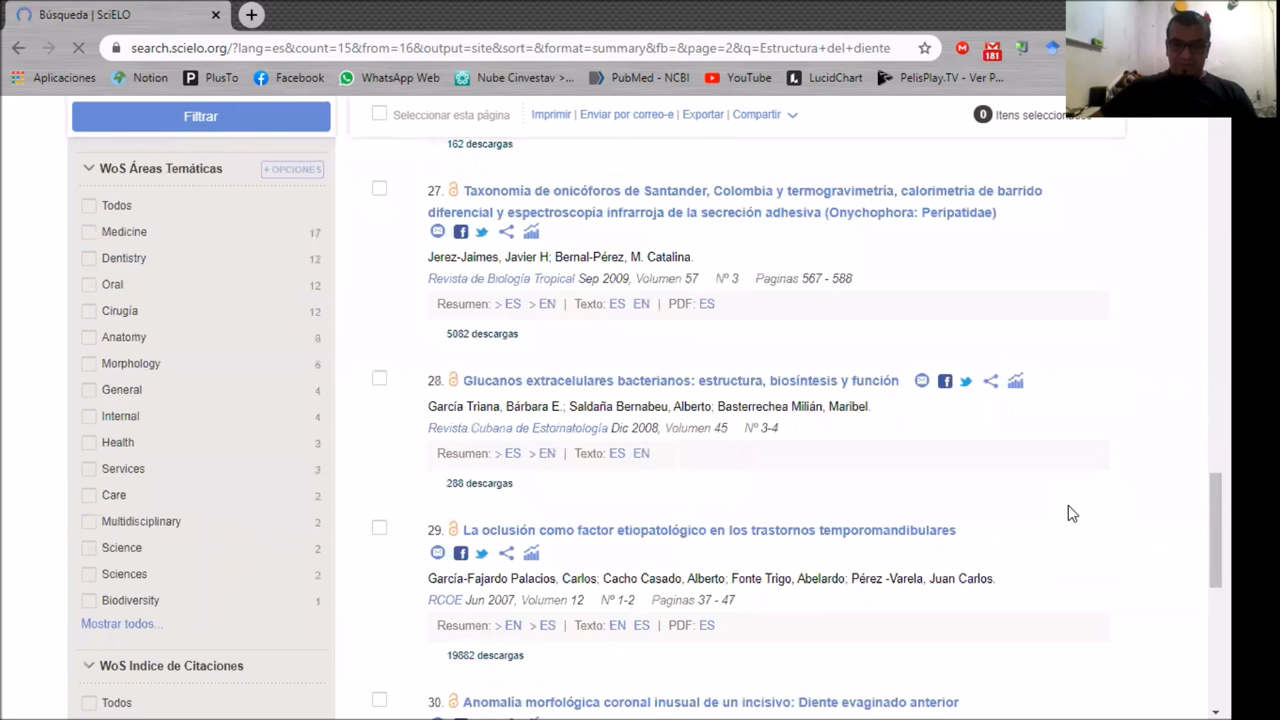 Búsqueda | SciELO
search.scielo.org/?lang=es&count=15&from=16&output=site&sort=&format=summary&fb=&page=2&q=Estructura+del+diente
181
Aplicaciones Notion PlusTo Facebook WhatsApp Web Nube Cinvestav >... PubMed - NCBI YouTube LucidChart PelisPlay.TV - Ver P...
Filtrar
Seleccionar esta página Imprimir | Enviar por correo-e | Exportar | Compartir 0 Itens seleccionados
162 descargas
WoS Áreas Temáticas + OPCIONES
Todos
Medicine 17
Dentistry 12
Oral 12
Cirugía 12
Anatomy 8
Morphology 6
General 4
Internal 4
Health 3
Services 3
Care 2
Multidisciplinary 2
Science 2
Sciences 2
Biodiversity 1
Mostrar todos...
WoS Indice de Citaciones
Todos
27. Taxonomía de onicóforos de Santander, Colombia y termogravimetría, calorimetría de barrido
diferencial y espectroscopía infrarroja de la secreción adhesiva (Onychophora: Peripatidae)
Jerez-Jaimes, Javier H; Bernal-Pérez, M. Catalina.
Revista de Biología Tropical Sep 2009, Volumen 57 Nº 3 Paginas 567 - 588
Resumen: > ES > EN | Texto: ES EN | PDF: ES
5082 descargas
28. Glucanos extracelulares bacterianos: estructura, biosíntesis y función
García Triana, Bárbara E.; Saldaña Bernabeu, Alberto; Basterrechea Milián, Maribel.
Revista Cubana de Estomatología Dic 2008, Volumen 45 Nº 3-4
Resumen: > ES > EN | Texto: ES EN
288 descargas
29. La oclusión como factor etiopatológico en los trastornos temporomandibulares
García-Fajardo Palacios, Carlos; Cacho Casado, Alberto; Fonte Trigo, Abelardo; Pérez -Varela, Juan Carlos.
RCOE Jun 2007, Volumen 12 Nº 1-2 Paginas 37 - 47
Resumen: > EN > ES | Texto: EN ES | PDF: ES
19882 descargas
30. Anomalía morfológica coronal inusual de un incisivo: Diente evaginado anterior